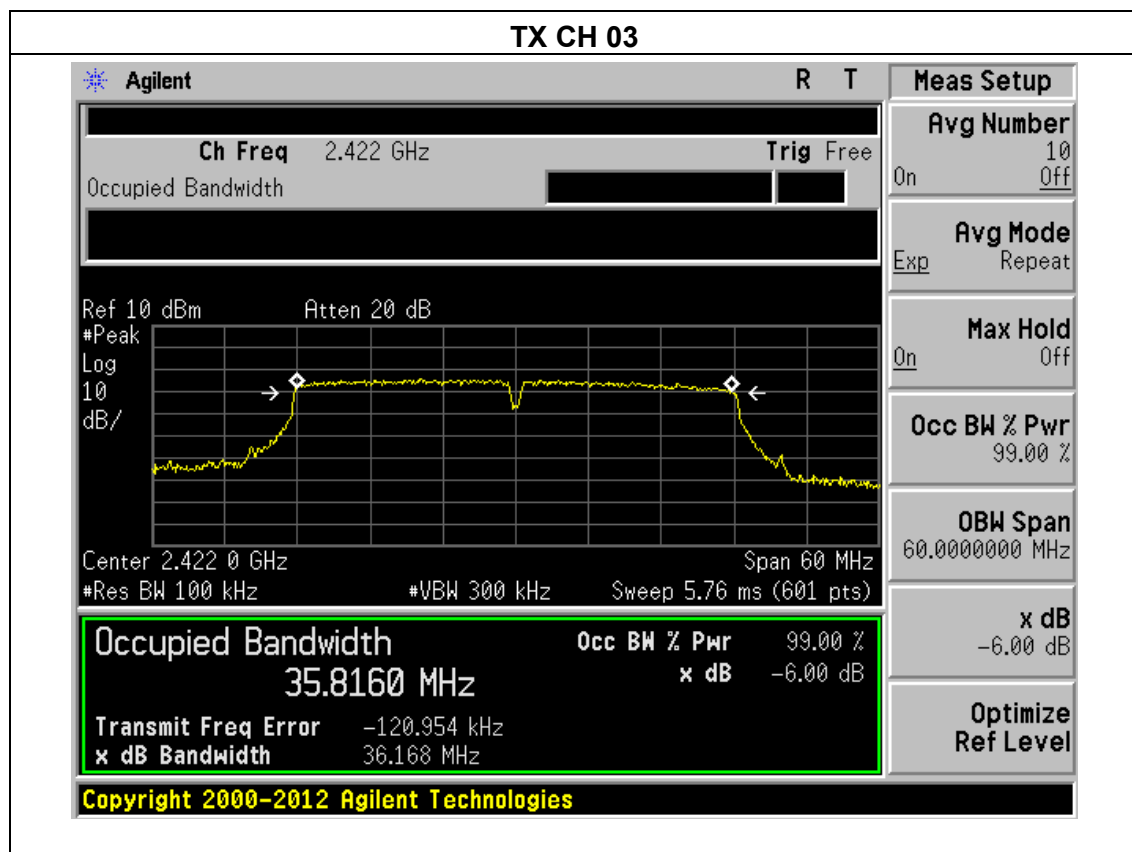 TX CH 03
Agilent R T
Ch Freq 2.422 GHz Trig Free
Occupied Bandwidth
Ref 10 dBm Atten 20 dB
#Peak
Log
10
dB/
Center 2.422 0 GHz Span 60 MHz
#Res BW 100 kHz #VBW 300 kHz Sweep 5.76 ms (601 pts)
Occupied Bandwidth Occ BW % Pwr 99.00 %
35.8160 MHz x dB -6.00 dB
Transmit Freq Error -120.954 kHz
x dB Bandwidth 36.168 MHz
Copyright 2000-2012 Agilent Technologies
Meas Setup
Avg Number
10
On Off
Avg Mode
Exp Repeat
Max Hold
On Off
Occ BW % Pwr
99.00 %
OBW Span
60.0000000 MHz
x dB
-6.00 dB
Optimize
Ref Level